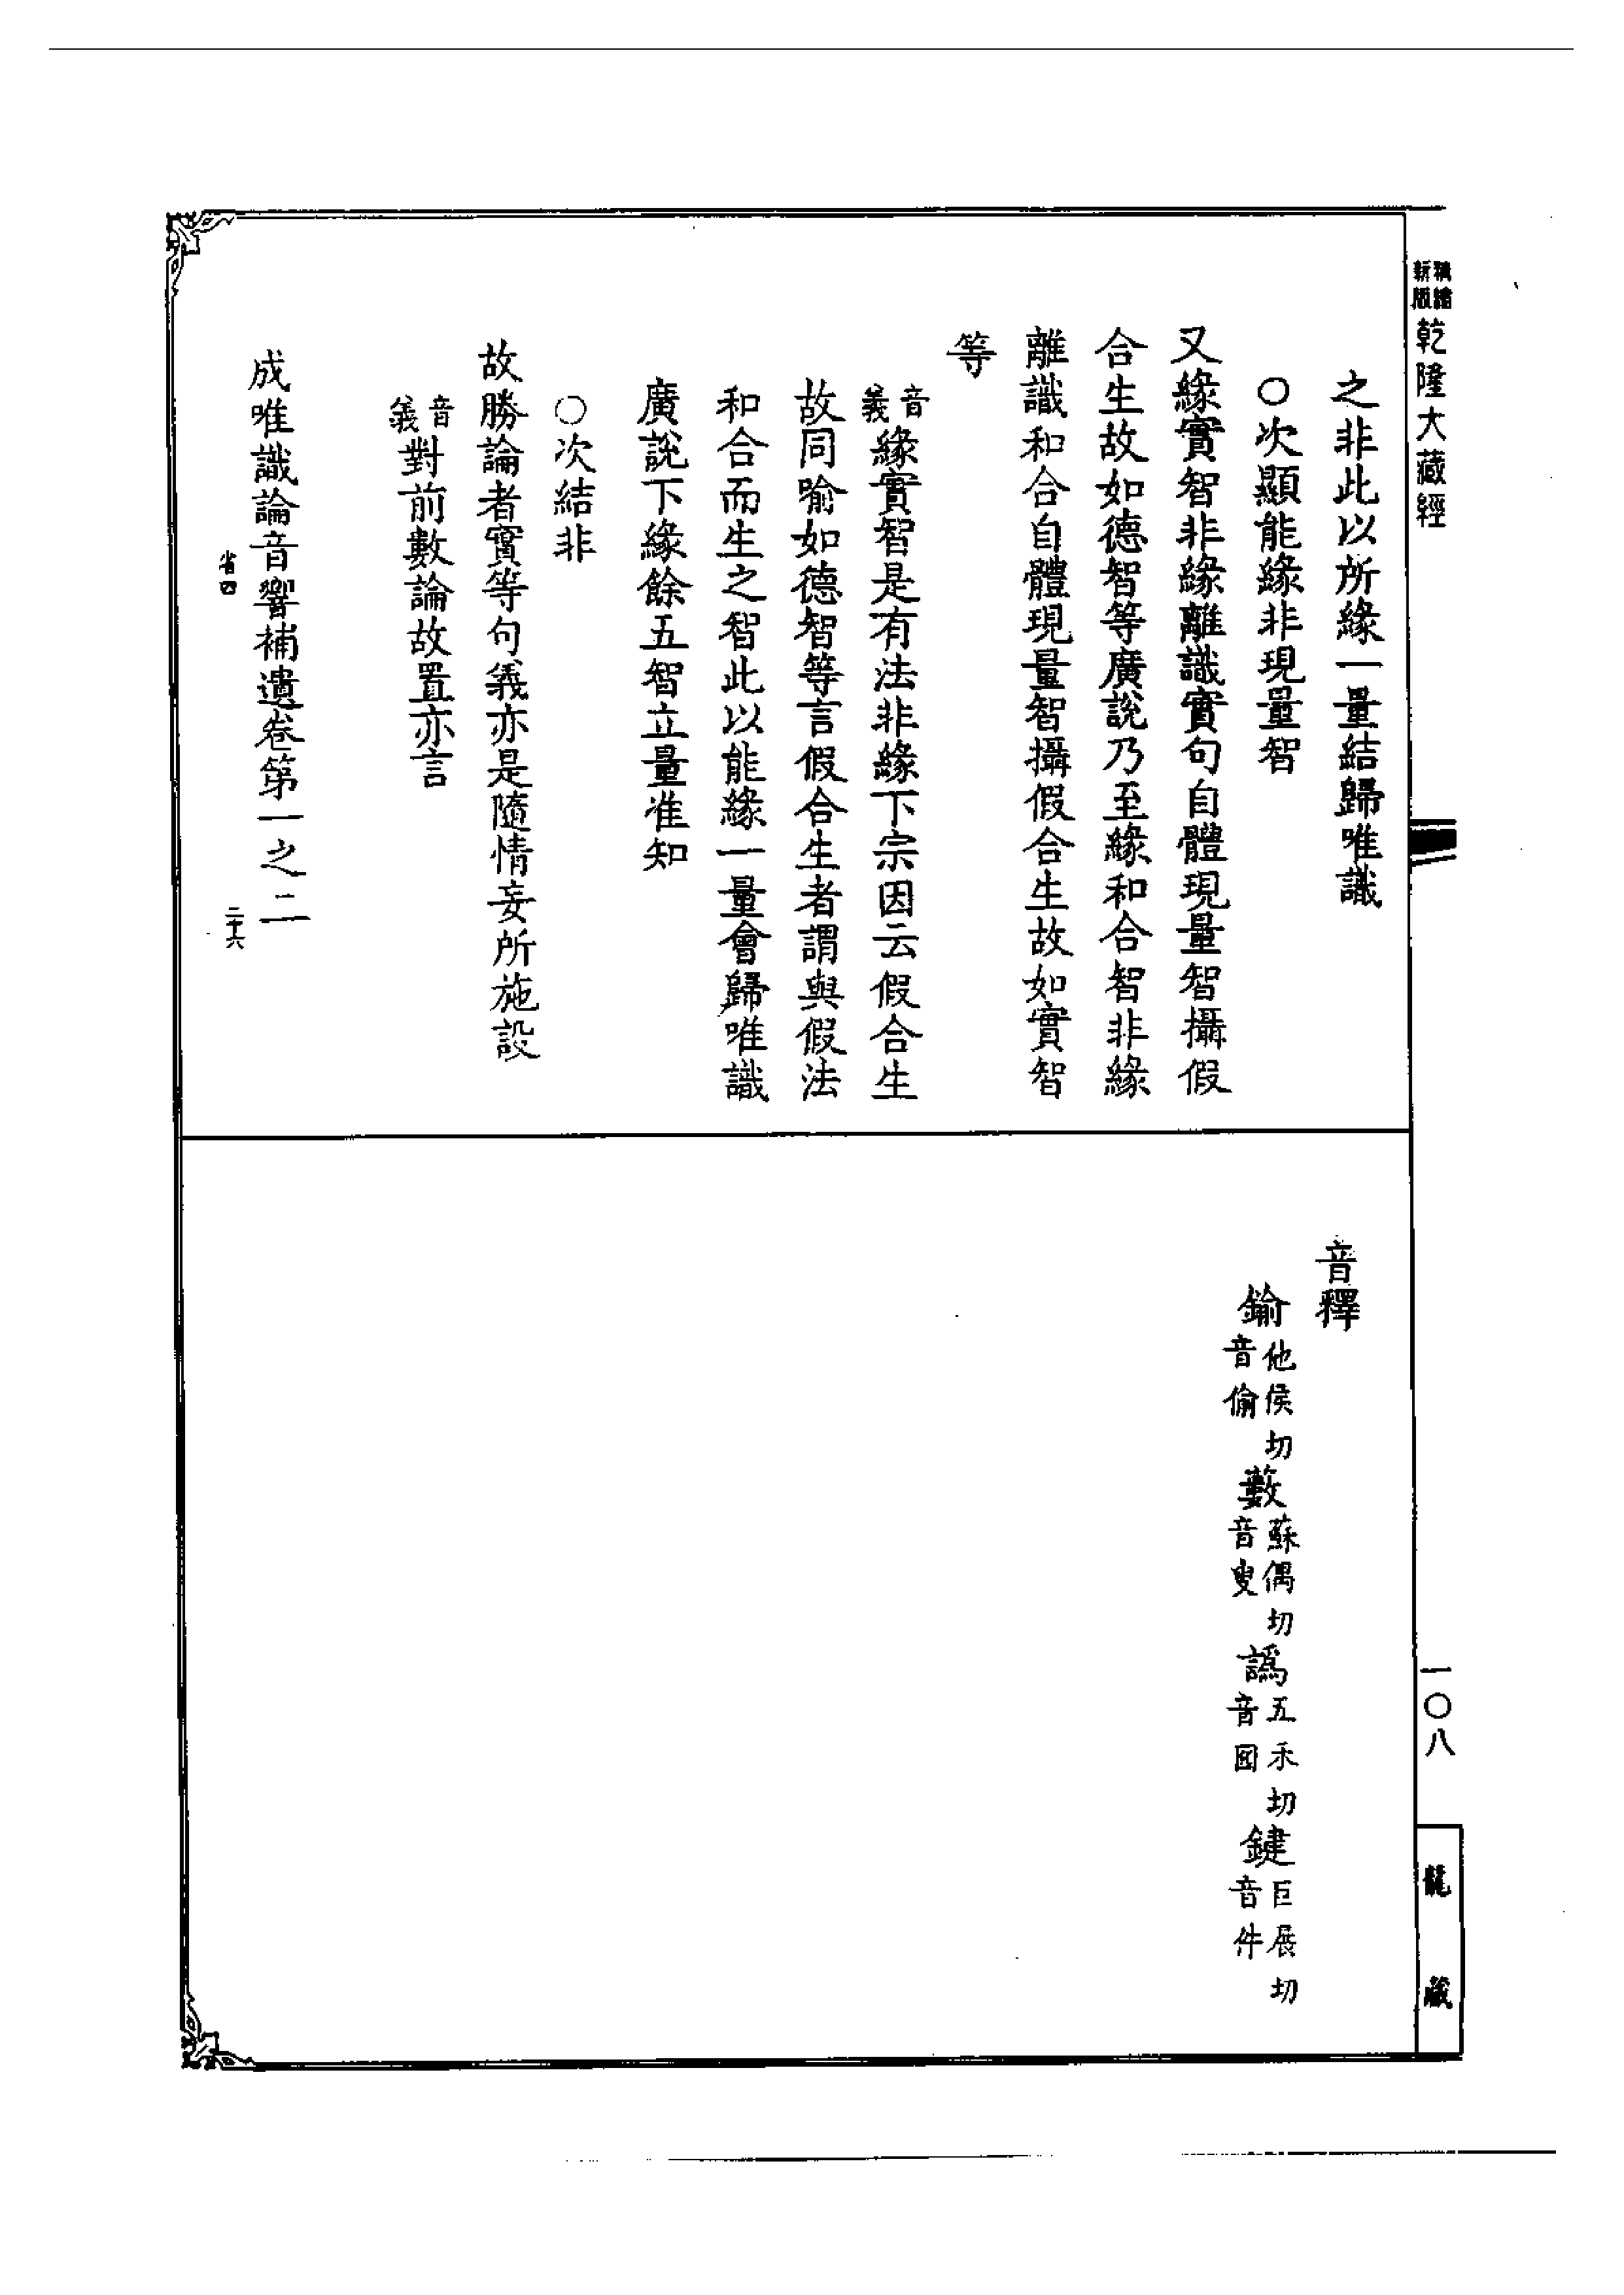 精縮新版
乾隆大藏經
之非此以所緣一量結歸唯識
〇次顯能緣非現量智
又緣實智非緣離識實句自體現量智攝假
合生故如德智等廣說乃至緣和合智非緣
離識和合自體現量智攝假合生故如實智
等
音義緣實智是有法非緣下宗因云假合生
故同喻如德智等言假合生者謂與假法
和合而生之智此以能緣一量會歸唯識
廣說下緣餘五智立量准知
〇次結非
故勝論者實等句義亦是隨情妄所施設
音義對前數論故置亦言
成唯識論音響補遺卷第一之二
省四 二十六
音釋
鍮他侯切音偷藪蘇偶切音叟譌五禾切音囮鍵巨展切音件
一〇八
龍藏